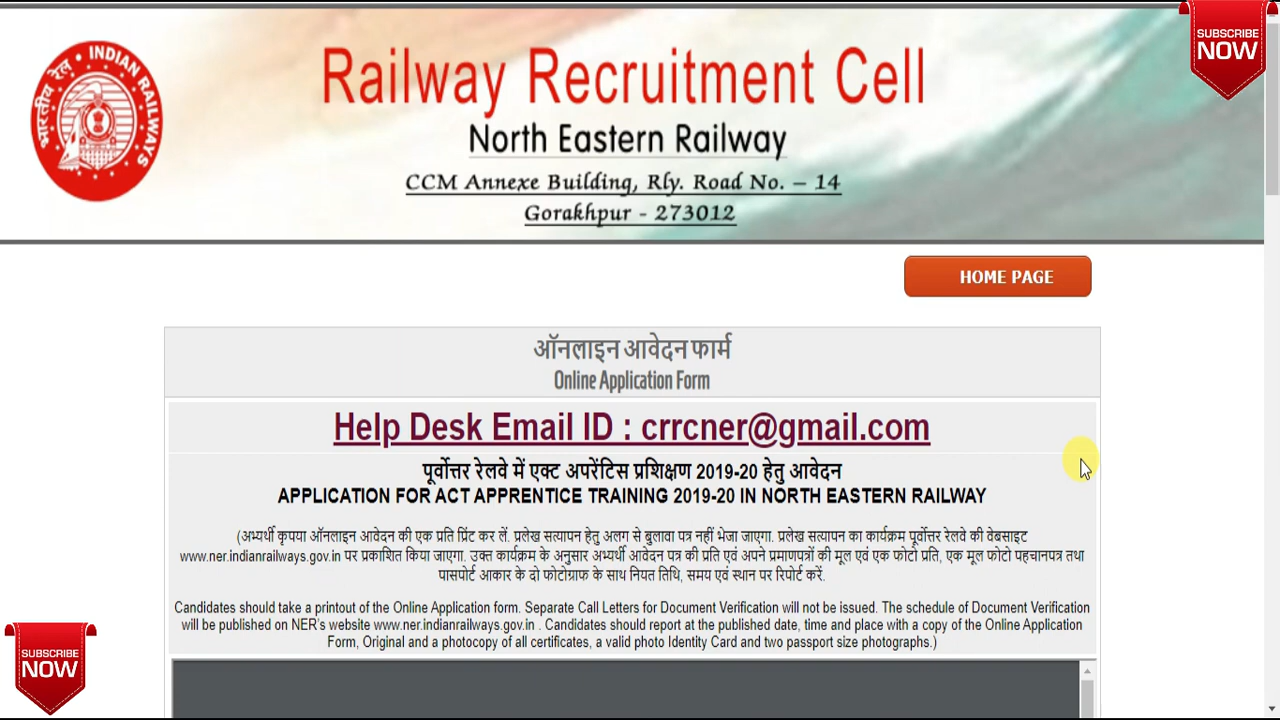 भारतीय रेल • INDIAN RAILWAYS
Railway Recruitment Cell
North Eastern Railway
CCM Annexe Building, Rly. Road No. – 14
Gorakhpur - 273012
SUBSCRIBE
NOW
HOME PAGE
ऑनलाइन आवेदन फार्म
Online Application Form
Help Desk Email ID : crrcner@gmail.com
पूर्वोत्तर रेलवे में एक्ट अपरेंटिस प्रशिक्षण 2019-20 हेतु आवेदन
APPLICATION FOR ACT APPRENTICE TRAINING 2019-20 IN NORTH EASTERN RAILWAY
(अभ्यर्थी कृपया ऑनलाइन आवेदन की एक प्रति प्रिंट कर लें. प्रलेख सत्यापन हेतु अलग से बुलावा पत्र नहीं भेजा जाएगा. प्रलेख सत्यापन का कार्यक्रम पूर्वोत्तर रेलवे की वेबसाइट
www.ner.indianrailways.gov.in पर प्रकाशित किया जाएगा. उक्त कार्यक्रम के अनुसार अभ्यर्थी आवेदन पत्र की प्रति एवं अपने प्रमाणपत्रों की मूल एवं एक फोटो प्रति, एक मूल फोटो पहचानपत्र तथा
पासपोर्ट आकार के दो फोटोग्राफ के साथ नियत तिथि, समय एवं स्थान पर रिपोर्ट करें.
Candidates should take a printout of the Online Application form. Separate Call Letters for Document Verification will not be issued. The schedule of Document Verification
will be published on NER's website www.ner.indianrailways.gov.in . Candidates should report at the published date, time and place with a copy of the Online Application
Form, Original and a photocopy of all certificates, a valid photo Identity Card and two passport size photographs.)
SUBSCRIBE
NOW